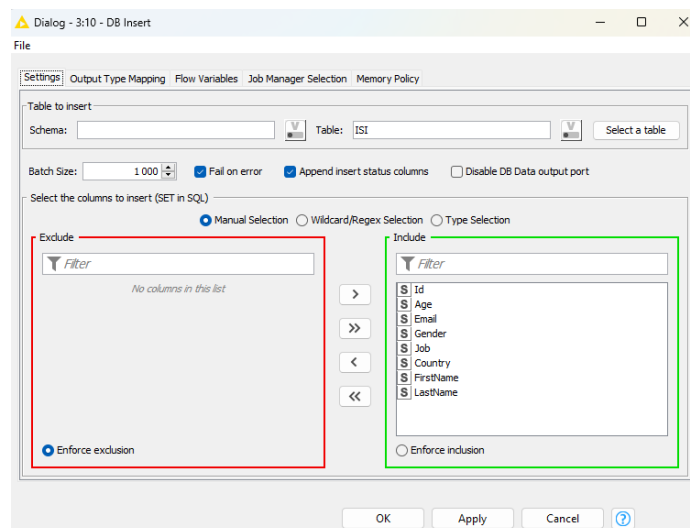 Dialog - 3:10 - DB Insert
File
Settings Output Type Mapping Flow Variables Job Manager Selection Memory Policy
Table to insert
Schema: V Table: ISI V Select a table
Batch Size: 1 000 Fail on error Append insert status columns Disable DB Data output port
Select the columns to insert (SET in SQL)
Manual Selection Wildcard/Regex Selection Type Selection
Exclude Include
Filter Filter
No columns in this list
S Id
S Age
S Email
S Gender
S Job
S Country
S FirstName
S LastName
> 
>>
<
<<
Enforce exclusion Enforce inclusion
OK Apply Cancel ?